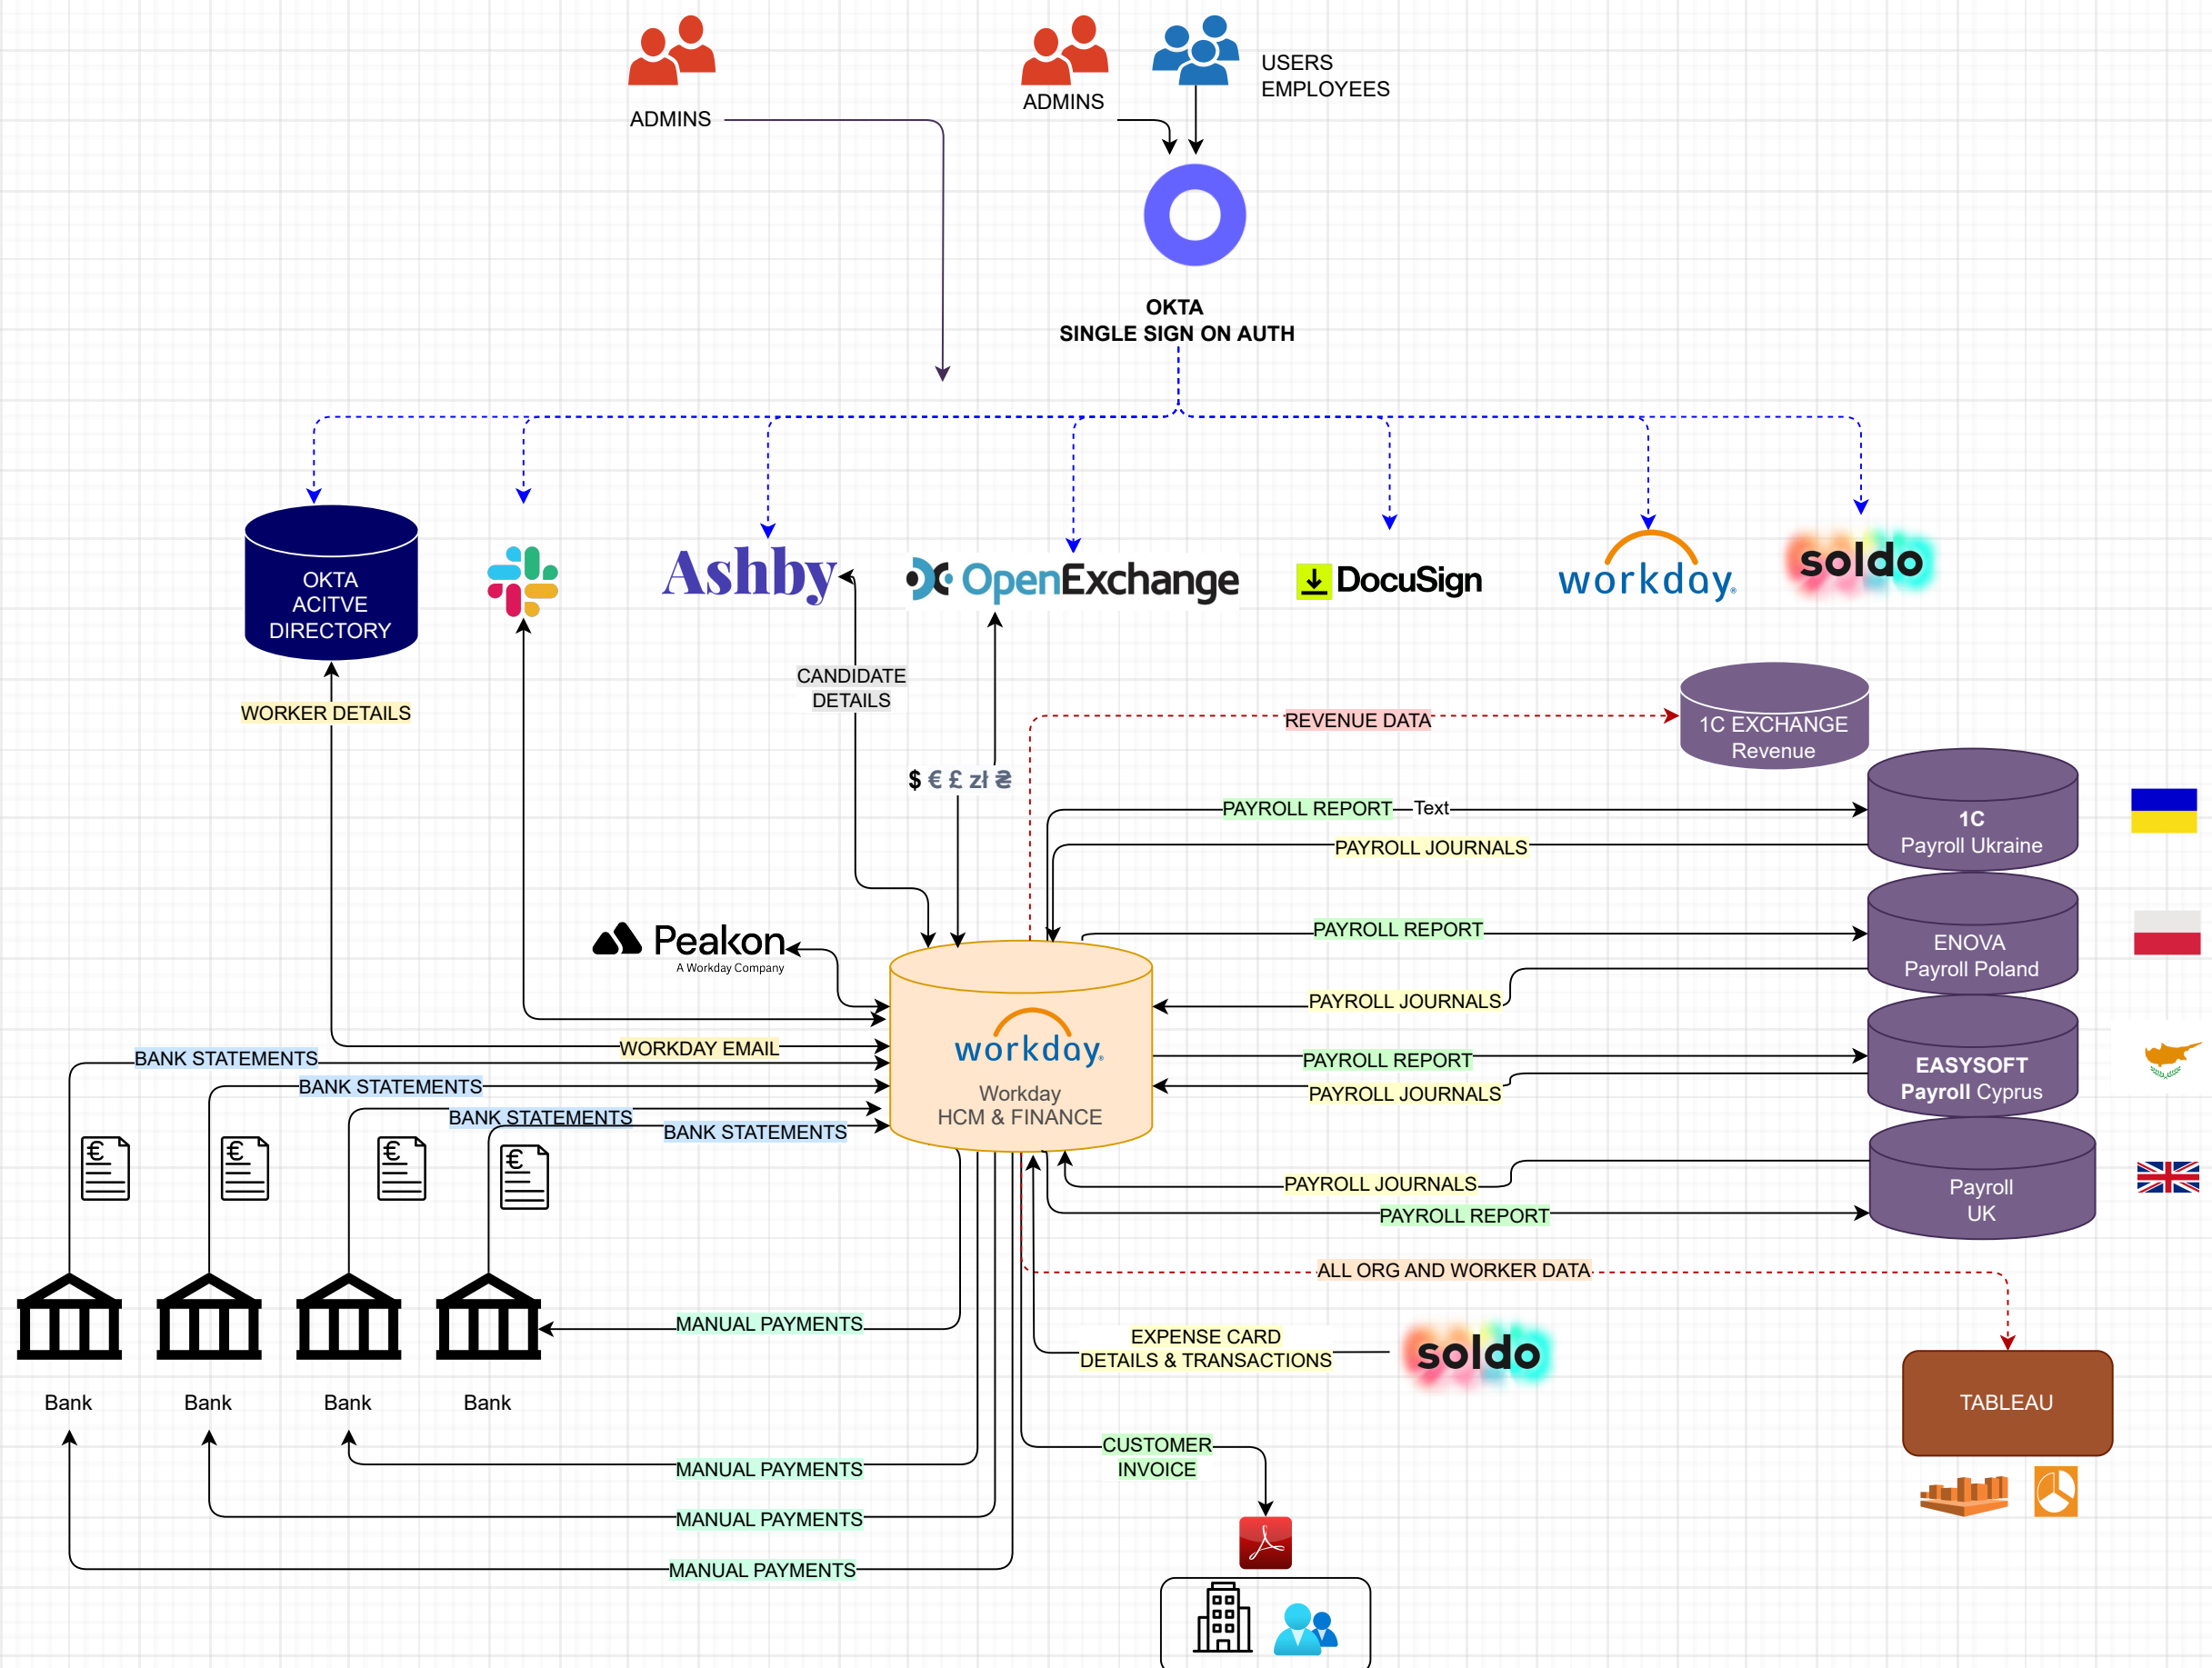 ADMINS
ADMINS
USERS
EMPLOYEES
OKTA
SINGLE SIGN ON AUTH
OKTA
ACITVE
DIRECTORY
Ashby
OpenExchange
DocuSign
workday
soldo
WORKER DETAILS
CANDIDATE
DETAILS
$ € £ zł ₴
REVENUE DATA
1C EXCHANGE
Revenue
PAYROLL REPORT
Text
PAYROLL JOURNALS
1C
Payroll Ukraine
PAYROLL REPORT
PAYROLL JOURNALS
ENOVA
Payroll Poland
Peakon
A Workday Company
workday
Workday
HCM & FINANCE
WORKDAY EMAIL
BANK STATEMENTS
BANK STATEMENTS
BANK STATEMENTS
BANK STATEMENTS
PAYROLL REPORT
PAYROLL JOURNALS
EASYSOFT
Payroll Cyprus
PAYROLL JOURNALS
PAYROLL REPORT
Payroll
UK
€
€
€
€
ALL ORG AND WORKER DATA
MANUAL PAYMENTS
EXPENSE CARD
DETAILS & TRANSACTIONS
soldo
Bank
Bank
Bank
Bank
TABLEAU
CUSTOMER
INVOICE
MANUAL PAYMENTS
MANUAL PAYMENTS
MANUAL PAYMENTS